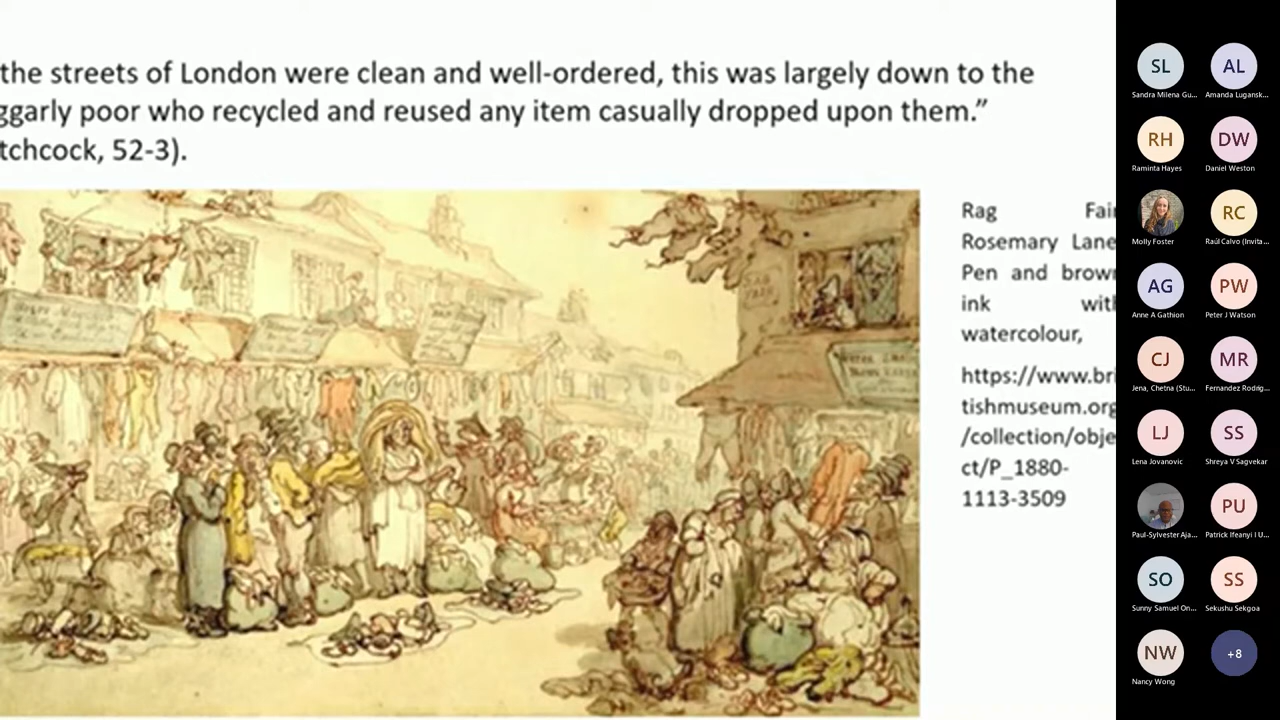 the streets of London were clean and well-ordered, this was largely down to the
ggarly poor who recycled and reused any item casually dropped upon them.”
tchcock, 52-3).
Rag Fair
Rosemary Lane
Pen and brown
ink with
watercolour,
https://www.bri
tishmuseum.org
/collection/obje
ct/P_1880-
1113-3509
SL
AL
Sandra Milena Gu...
Amanda Lugansk...
RH
DW
Raminta Hayes
Daniel Weston
RC
Molly Foster
Raúl Calvo (Invita...
AG
PW
Anne A Gathion
Peter J Watson
CJ
MR
Jena, Chetna (Stu...
Fernandez Rodrig...
LJ
SS
Lena Jovanovic
Shreya V Sagvekar
PU
Paul-Sylvester Aja...
Patrick Ifeanyi I U...
SO
SS
Sunny Samuel On...
Sekushu Sekgoa
NW
+8
Nancy Wong